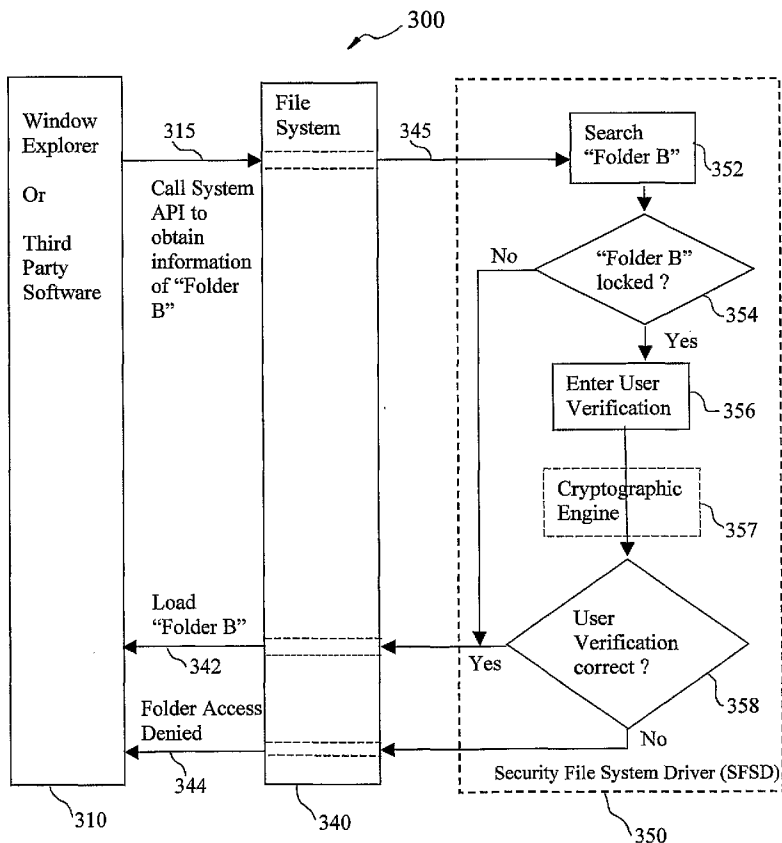 300
Window
Explorer
Or
Third
Party
Software
315
Call System
API to
obtain
information
of “Folder
B”
File
System
345
Search
“Folder B”
352
“Folder B”
locked ?
354
No
Yes
Enter User
Verification
356
Cryptographic
Engine
357
User
Verification
correct ?
358
Yes
No
Load
“Folder B”
342
Folder Access
Denied
344
Security File System Driver (SFSD)
310
340
350